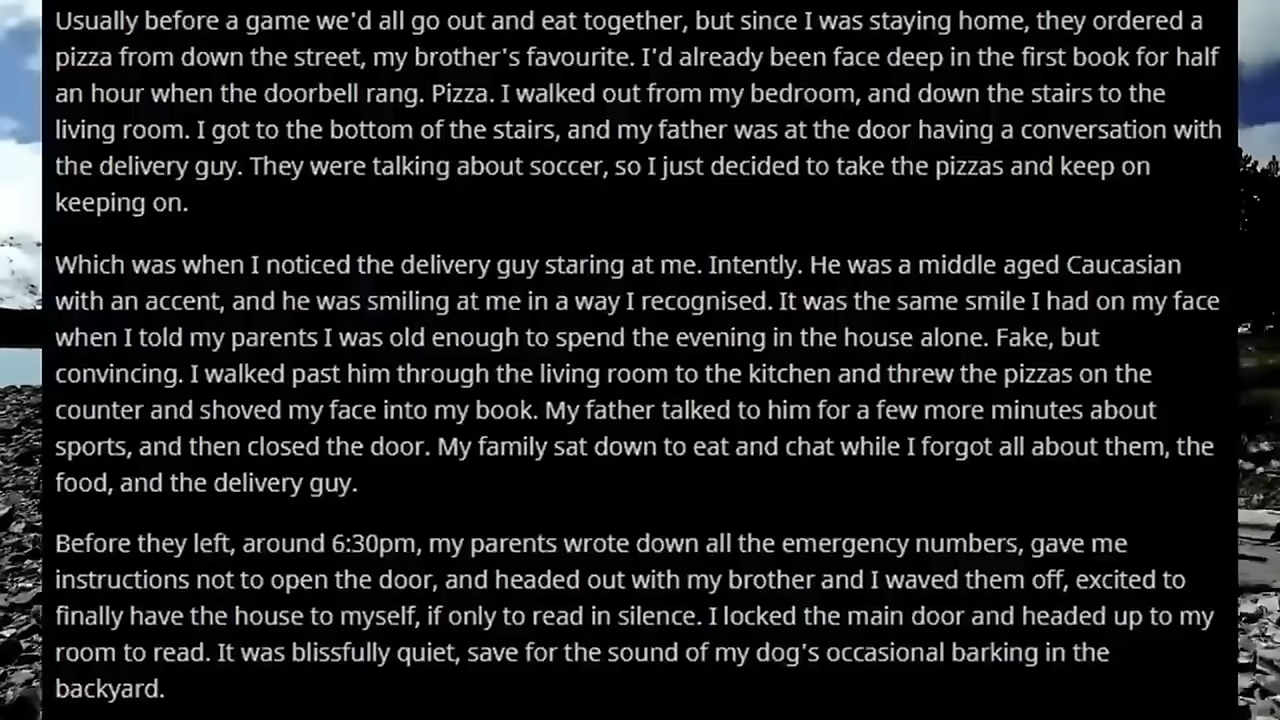 Usually before a game we'd all go out and eat together, but since I was staying home, they ordered a
pizza from down the street, my brother's favourite. I'd already been face deep in the first book for half
an hour when the doorbell rang. Pizza. I walked out from my bedroom, and down the stairs to the
living room. I got to the bottom of the stairs, and my father was at the door having a conversation with
the delivery guy. They were talking about soccer, so I just decided to take the pizzas and keep on
keeping on.
Which was when I noticed the delivery guy staring at me. Intently. He was a middle aged Caucasian
with an accent, and he was smiling at me in a way I recognised. It was the same smile I had on my face
when I told my parents I was old enough to spend the evening in the house alone. Fake, but
convincing. I walked past him through the living room to the kitchen and threw the pizzas on the
counter and shoved my face into my book. My father talked to him for a few more minutes about
sports, and then closed the door. My family sat down to eat and chat while I forgot all about them, the
food, and the delivery guy.
Before they left, around 6:30pm, my parents wrote down all the emergency numbers, gave me
instructions not to open the door, and headed out with my brother and I waved them off, excited to
finally have the house to myself, if only to read in silence. I locked the main door and headed up to my
room to read. It was blissfully quiet, save for the sound of my dog's occasional barking in the
backyard.